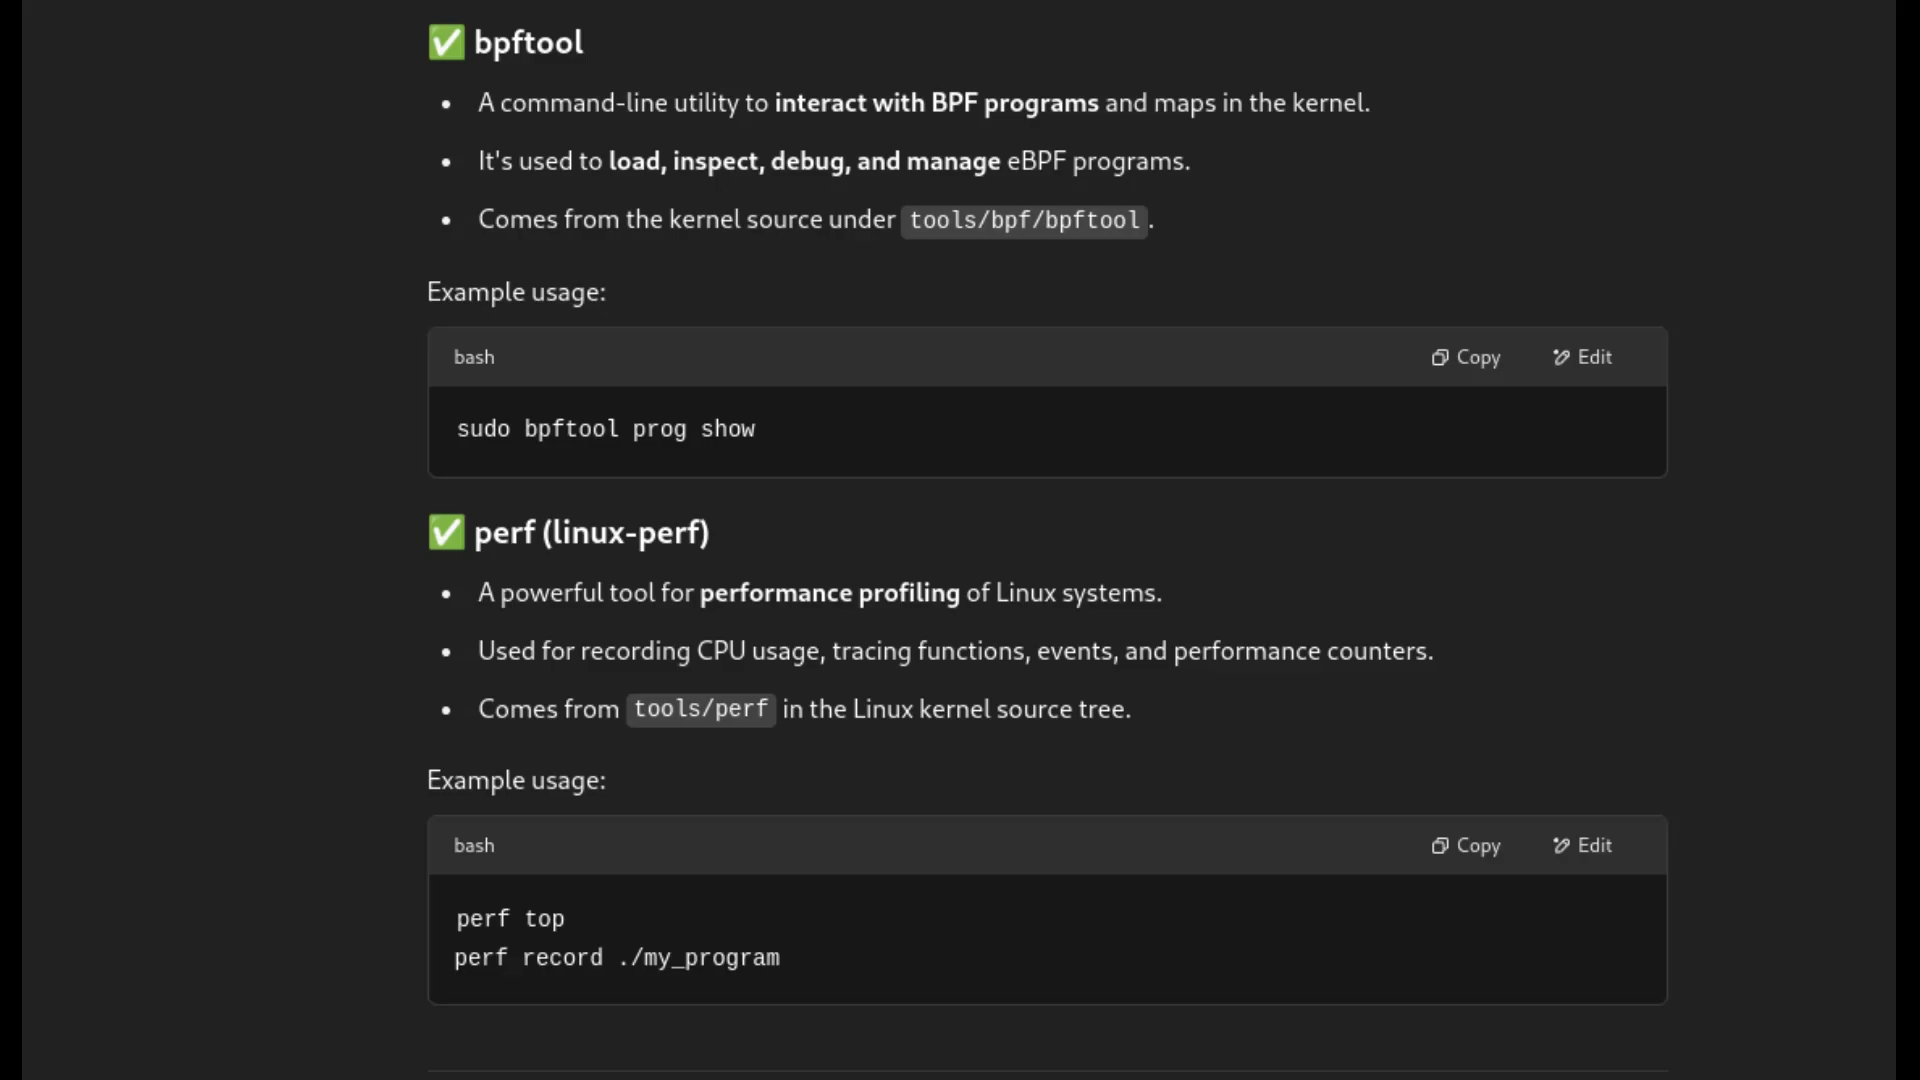 ✅ bpftool
• A command-line utility to interact with BPF programs and maps in the kernel.
• It's used to load, inspect, debug, and manage eBPF programs.
• Comes from the kernel source under tools/bpf/bpftool.
Example usage:
bash Copy Edit
sudo bpftool prog show
✅ perf (linux-perf)
• A powerful tool for performance profiling of Linux systems.
• Used for recording CPU usage, tracing functions, events, and performance counters.
• Comes from tools/perf in the Linux kernel source tree.
Example usage:
bash Copy Edit
perf top
perf record ./my_program